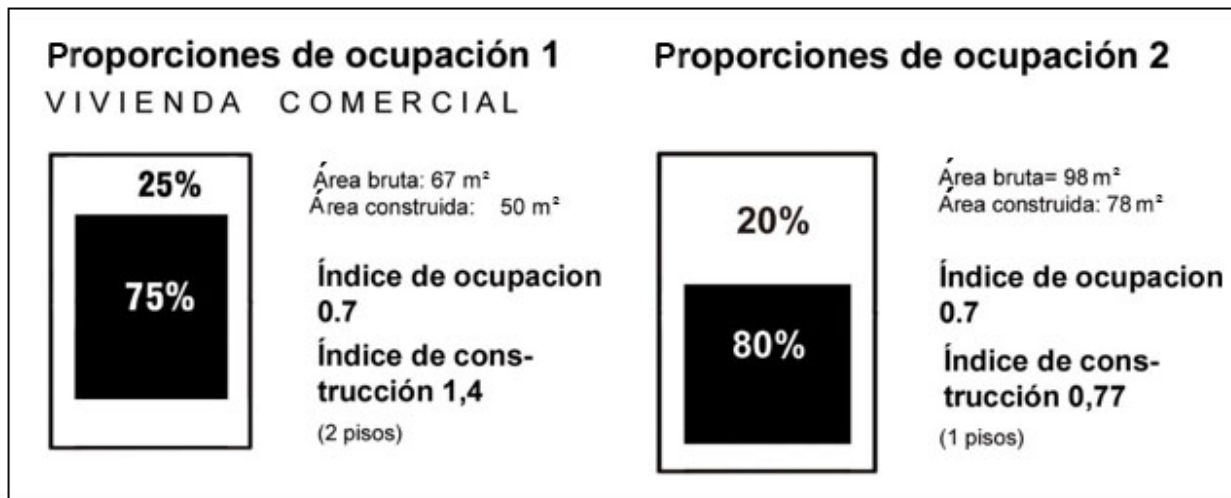 Proporciones de ocupación 1
VIVIENDA COMERCIAL
25%
75%
Área bruta: 67 m²
Área construida: 50 m²
Índice de ocupacion
0.7
Índice de cons-
trucción 1,4
(2 pisos)
Proporciones de ocupación 2
20%
80%
Área bruta= 98 m²
Área construida: 78 m²
Índice de ocupacion
0.7
Índice de cons-
trucción 0,77
(1 pisos)